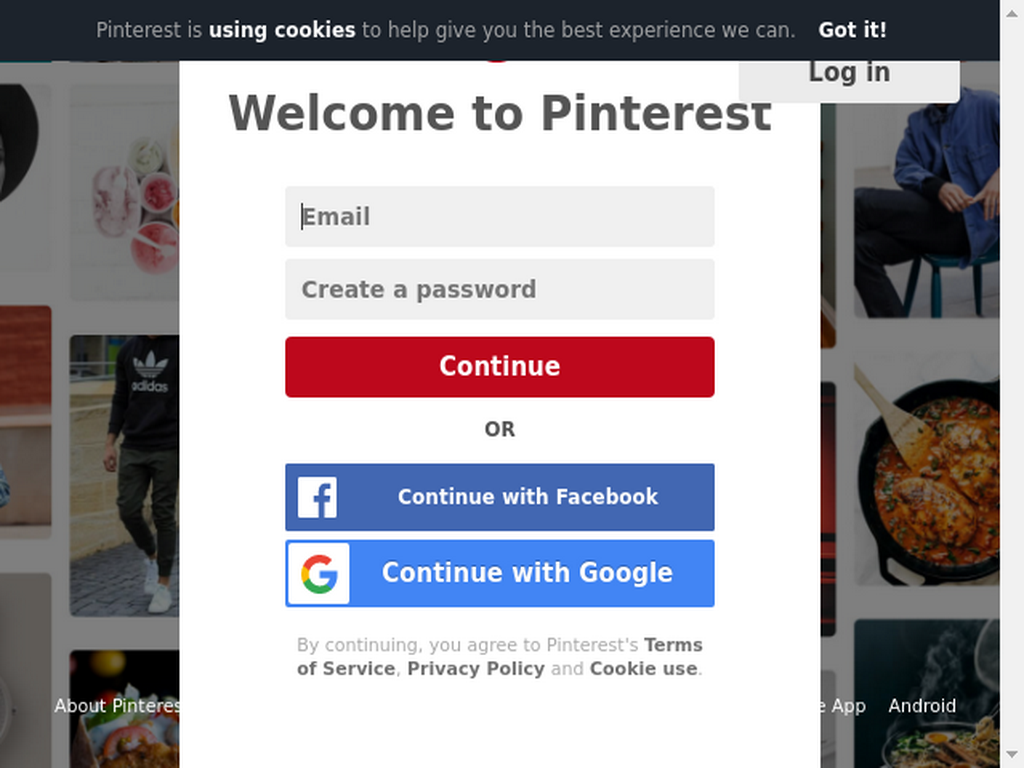 Pinterest is using cookies to help give you the best experience we can. Got it!
Log in
Welcome to Pinterest
Email
Create a password
Continue
OR
Continue with Facebook
Continue with Google
By continuing, you agree to Pinterest's Terms
of Service, Privacy Policy and Cookie use.
adidas
About Pinteres
e App Android